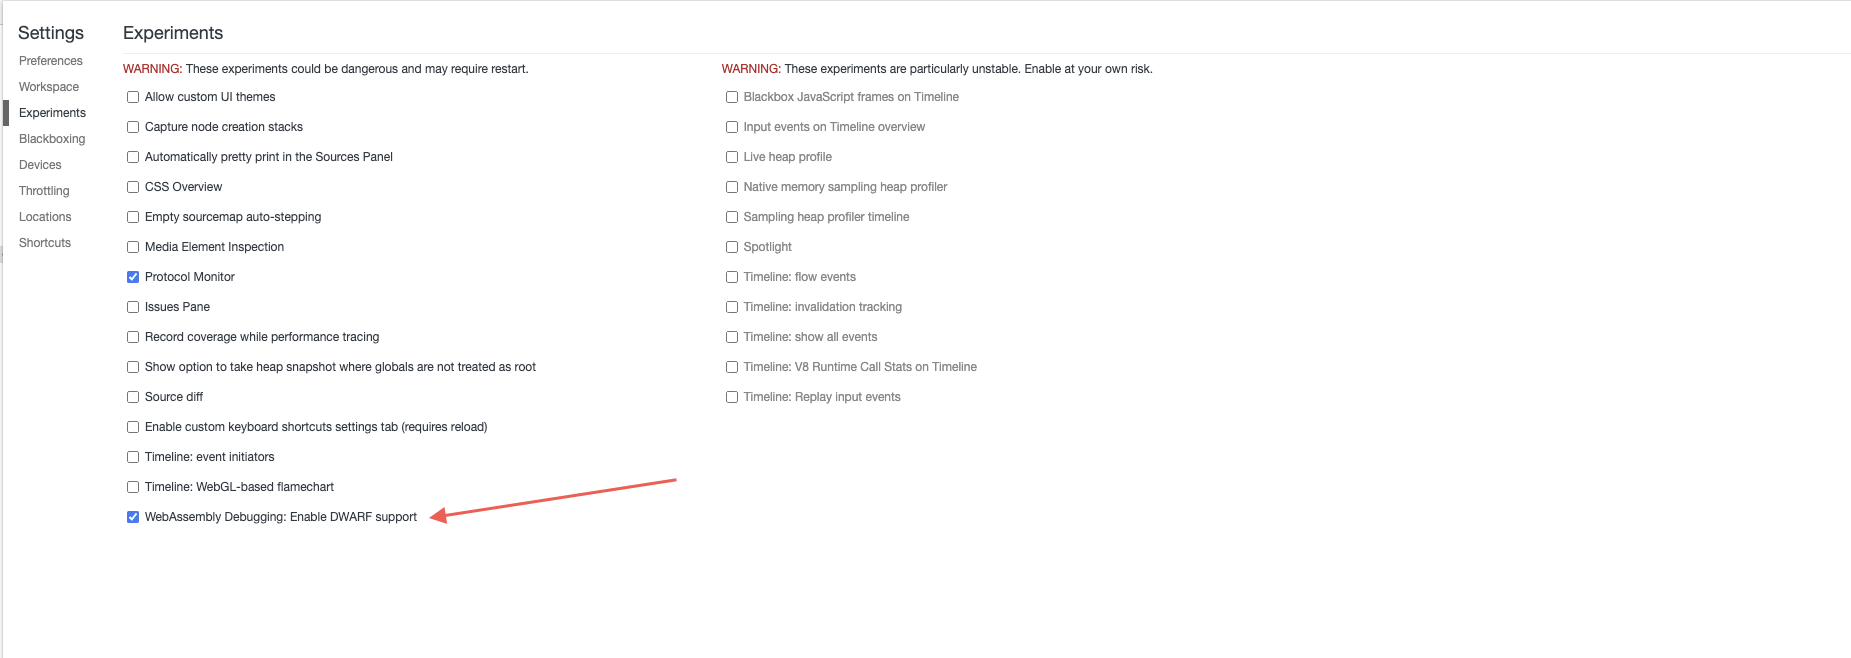 Settings
Preferences
Workspace
Experiments
Blackboxing
Devices
Throttling
Locations
Shortcuts
Experiments
WARNING: These experiments could be dangerous and may require restart.
Allow custom UI themes
Capture node creation stacks
Automatically pretty print in the Sources Panel
CSS Overview
Empty sourcemap auto-stepping
Media Element Inspection
Protocol Monitor
Issues Pane
Record coverage while performance tracing
Show option to take heap snapshot where globals are not treated as root
Source diff
Enable custom keyboard shortcuts settings tab (requires reload)
Timeline: event initiators
Timeline: WebGL-based flamechart
WebAssembly Debugging: Enable DWARF support
WARNING: These experiments are particularly unstable. Enable at your own risk.
Blackbox JavaScript frames on Timeline
Input events on Timeline overview
Live heap profile
Native memory sampling heap profiler
Sampling heap profiler timeline
Spotlight
Timeline: flow events
Timeline: invalidation tracking
Timeline: show all events
Timeline: V8 Runtime Call Stats on Timeline
Timeline: Replay input events